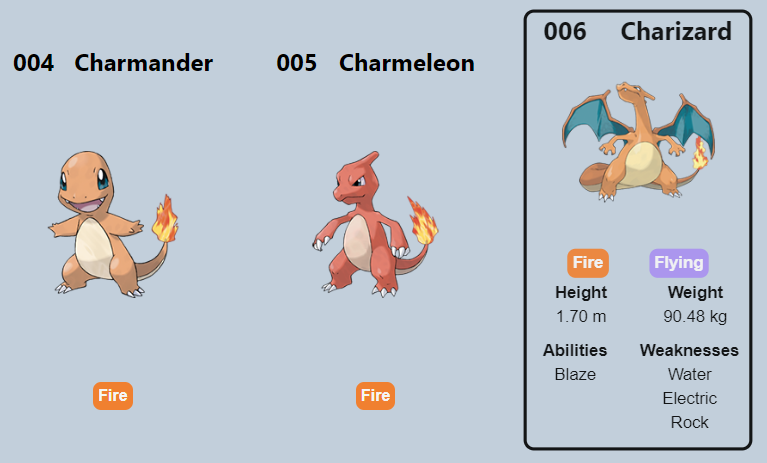 004 Charmander
Fire
005 Charmeleon
Fire
006 Charizard
Fire Flying
Height Weight
1.70 m 90.48 kg
Abilities Weaknesses
Blaze Water
Electric
Rock